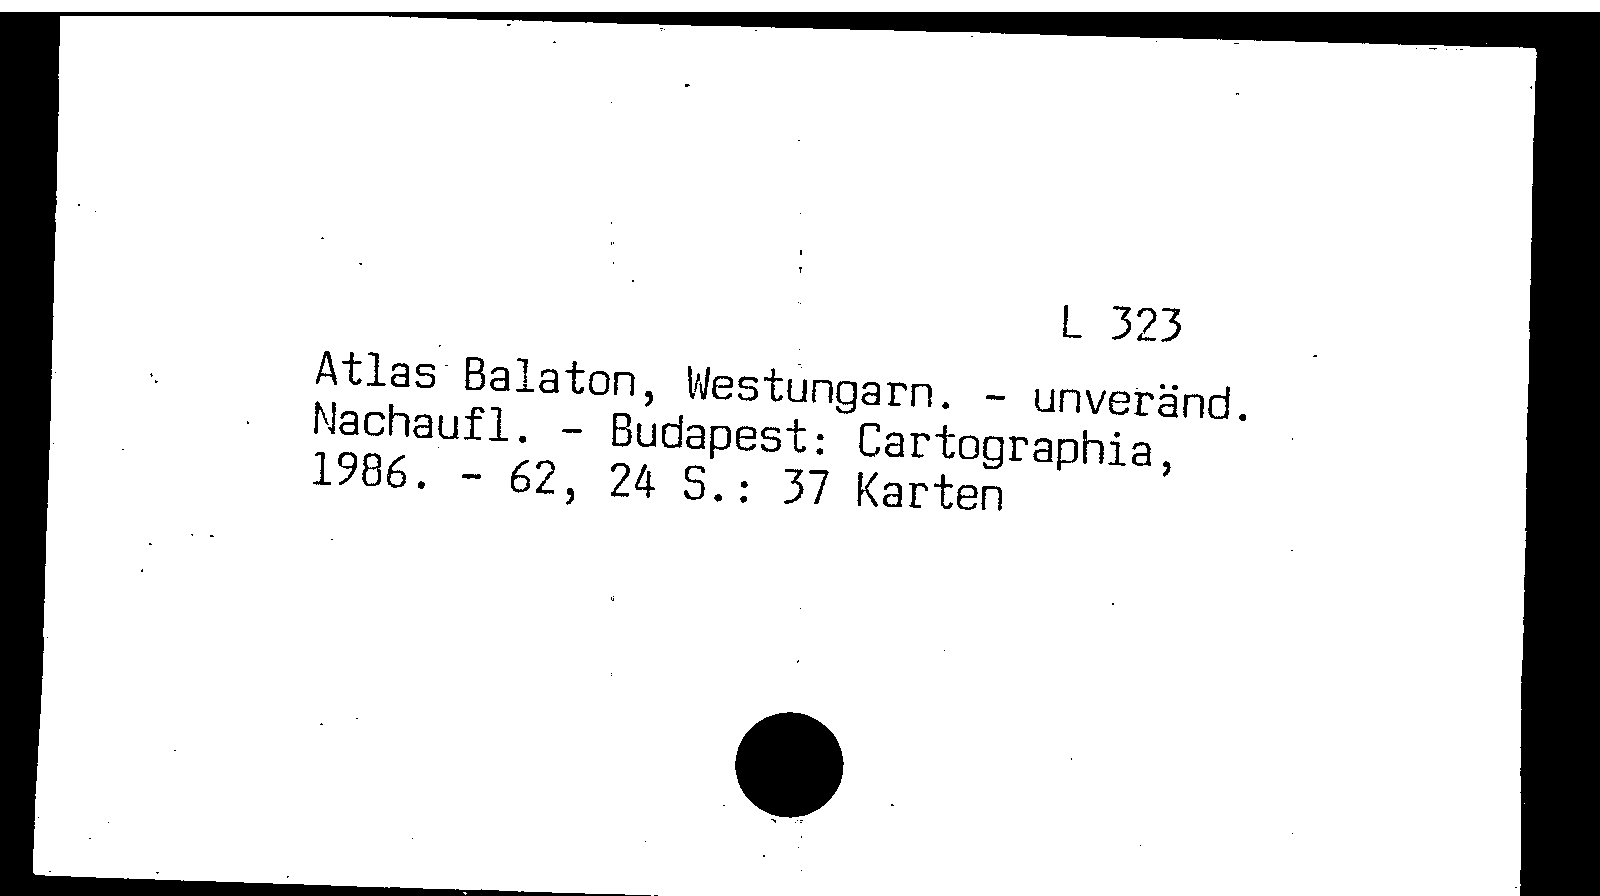 L 323
Atlas Balaton, Westungarn. - unveränd.
Nachaufl. - Budapest: Cartographia,
1986. - 62, 24 S.: 37 Karten